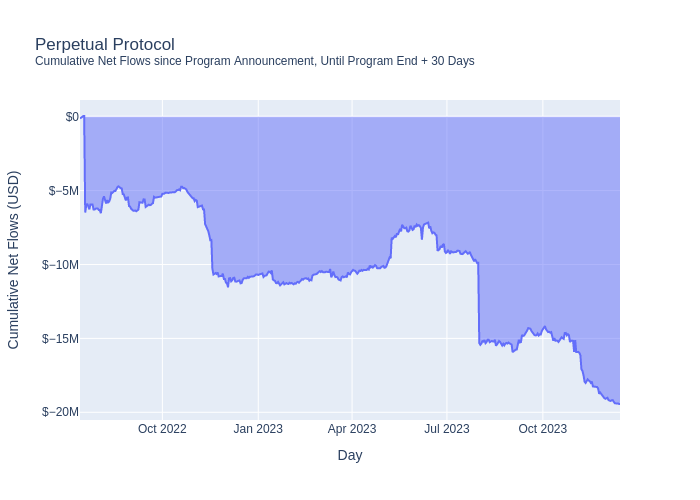 Perpetual Protocol
Cumulative Net Flows since Program Announcement, Until Program End + 30 Days
Cumulative Net Flows (USD)
$0
$−5M
$−10M
$−15M
$−20M
Oct 2022
Jan 2023
Apr 2023
Jul 2023
Oct 2023
Day